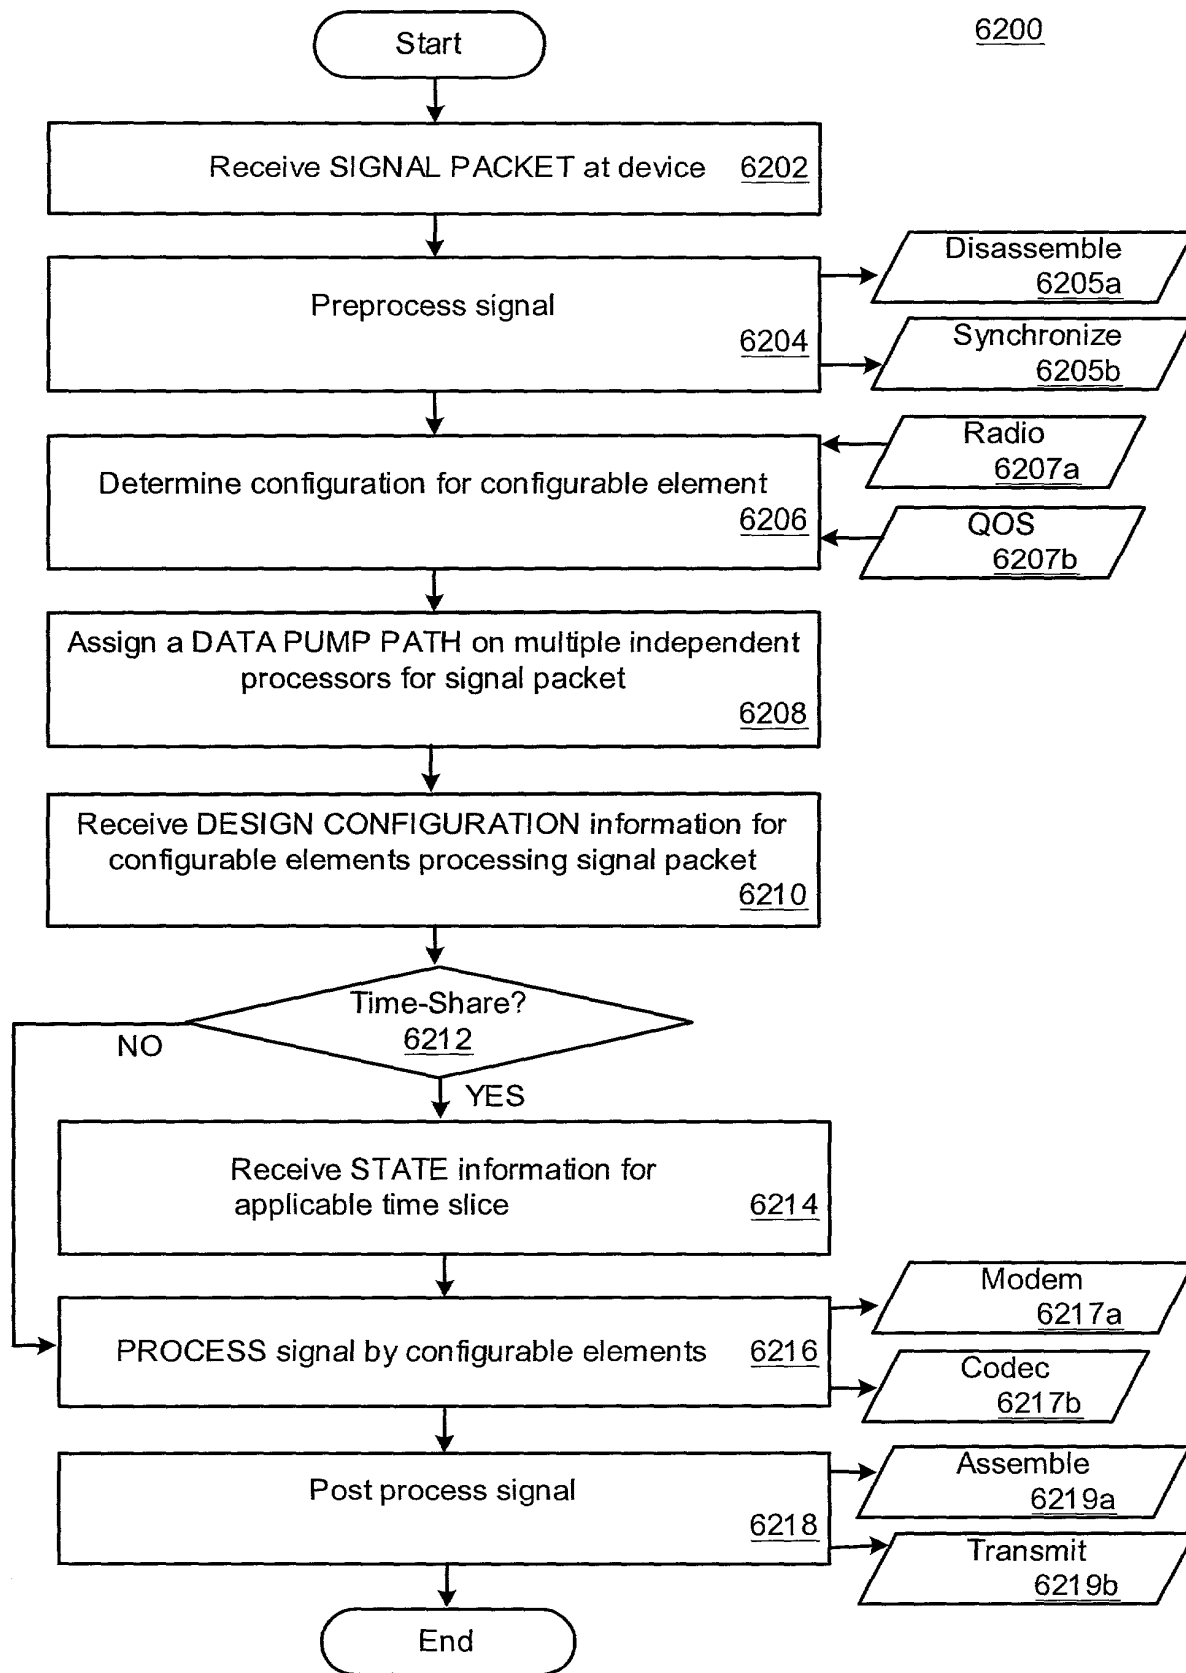 6200
Start
Receive SIGNAL PACKET at device 6202
Preprocess signal
6204
Disassemble
6205a
Synchronize
6205b
Determine configuration for configurable element
6206
Radio
6207a
QOS
6207b
Assign a DATA PUMP PATH on multiple independent
processors for signal packet
6208
Receive DESIGN CONFIGURATION information for
configurable elements processing signal packet
6210
Time-Share?
6212
NO
YES
Receive STATE information for
applicable time slice 6214
PROCESS signal by configurable elements 6216
Modem
6217a
Codec
6217b
Post process signal
6218
Assemble
6219a
Transmit
6219b
End